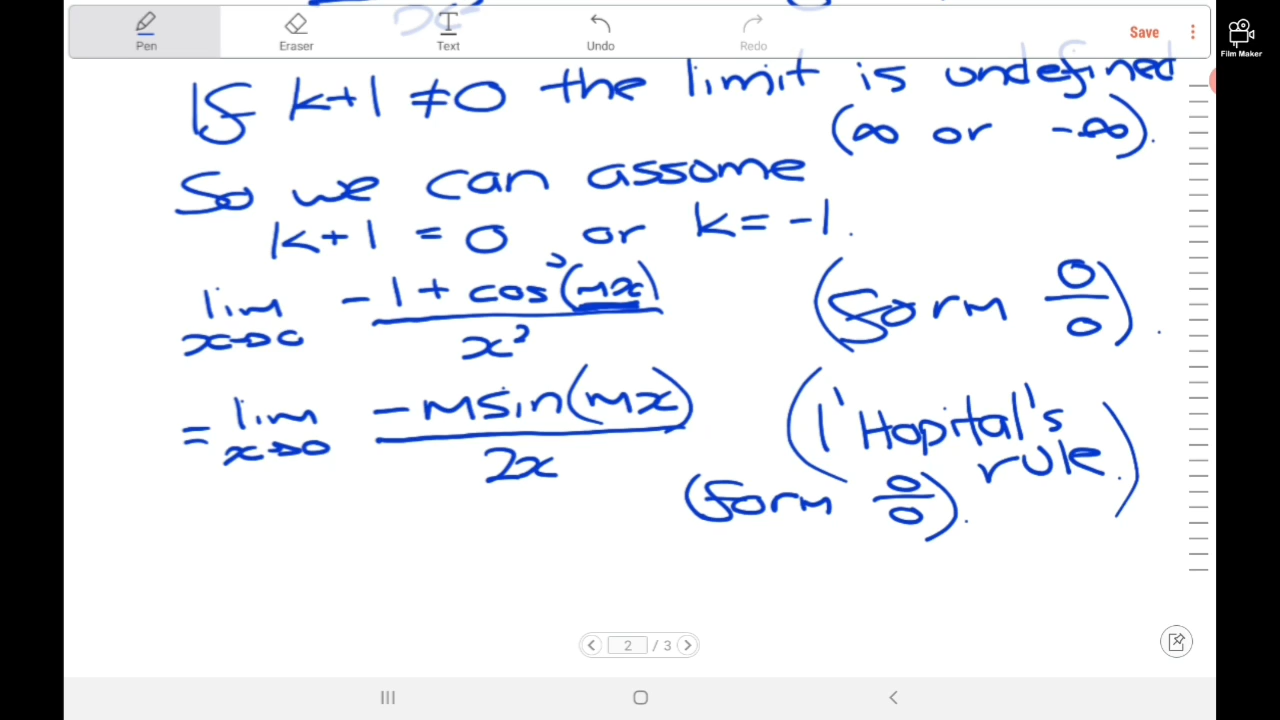 Pen
Eraser
Text
Undo
Redo
Save
Film Maker
If k+1 ≠ 0 the limit is undefined
(∞ or -∞).
So we can assume
k+1 = 0 or k = -1.
lim x→0 (-1 + cos(mx))/x² (form 0/0).
= lim x→0 (-m sin(mx))/2x (l'Hopital's rule.)
(form 0/0).
2 / 3